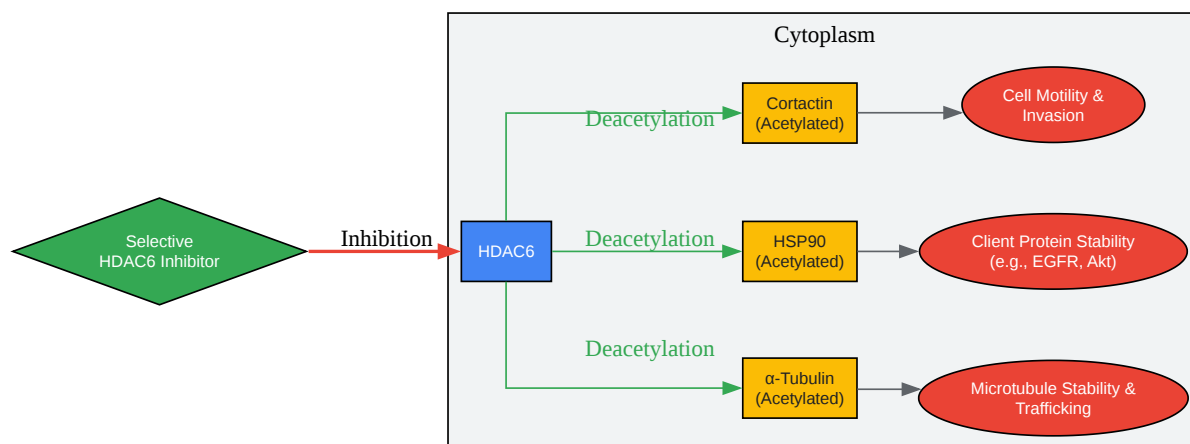 Cytoplasm
Cell Motility &
Invasion
Cortactin
(Acetylated)
Deacetylation
Selective
HDAC6 Inhibitor
Inhibition
HDAC6
Deacetylation
HSP90
(Acetylated)
Client Protein Stability
(e.g., EGFR, Akt)
Deacetylation
α-Tubulin
(Acetylated)
Microtubule Stability &
Trafficking